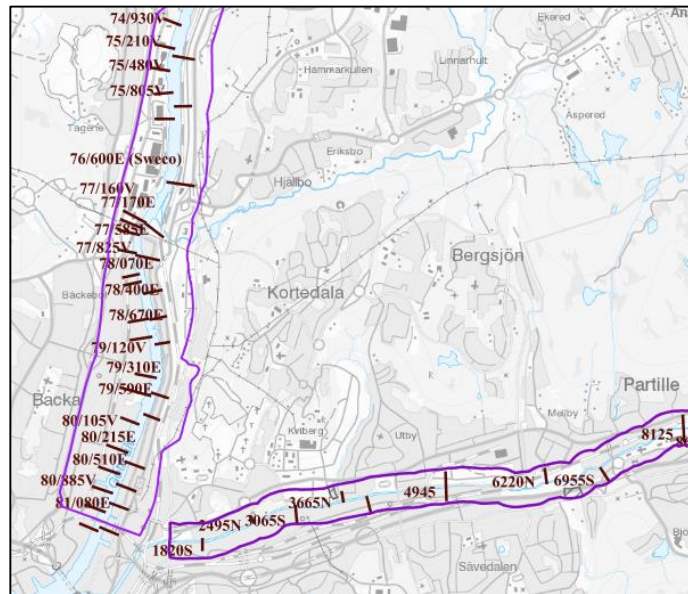 74/930V
75/210V
75/480V
75/805V
76/600E (Sweco)
77/160V
77/170E
77/585E
77/825V
78/070E
78/400E
78/670E
79/120V
79/310E
79/590E
80/105V
80/215E
80/510E
80/885V
81/080E
Ekered
Linnarhult
Hammarkullen
Aspered
Tagene
Eriksbo
Hjällbo
Bergsjön
Bäckebol
Kortedala
Backa
Partille
Mellby
Utby
Kviberg
8125
6955S
6220N
4945
3665N
3065S
2495N
1820S
Sävedalen